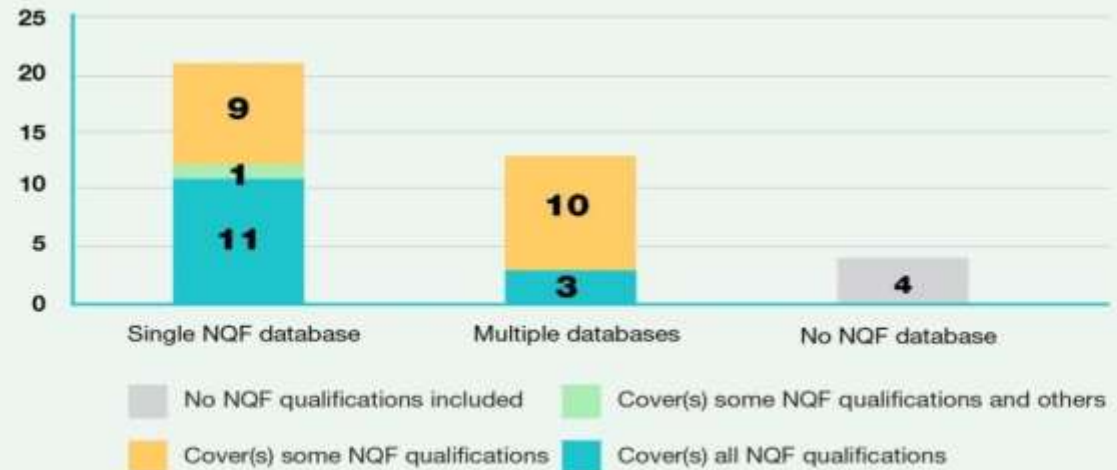 25
20
15
10
5
0
9
1
11
10
3
4
Single NQF database
Multiple databases
No NQF database
No NQF qualifications included
Cover(s) some NQF qualifications and others
Cover(s) some NQF qualifications
Cover(s) all NQF qualifications